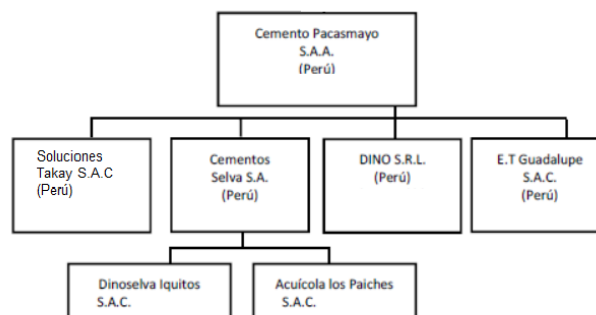 Cemento Pacasmayo
S.A.A.
(Perú)
Soluciones
Takay S.A.C
(Perú)
Cementos
Selva S.A.
(Perú)
DINO S.R.L.
(Perú)
E.T Guadalupe
S.A.C.
(Perú)
Dinoselva Iquitos
S.A.C.
Acuícola los Paiches
S.A.C.